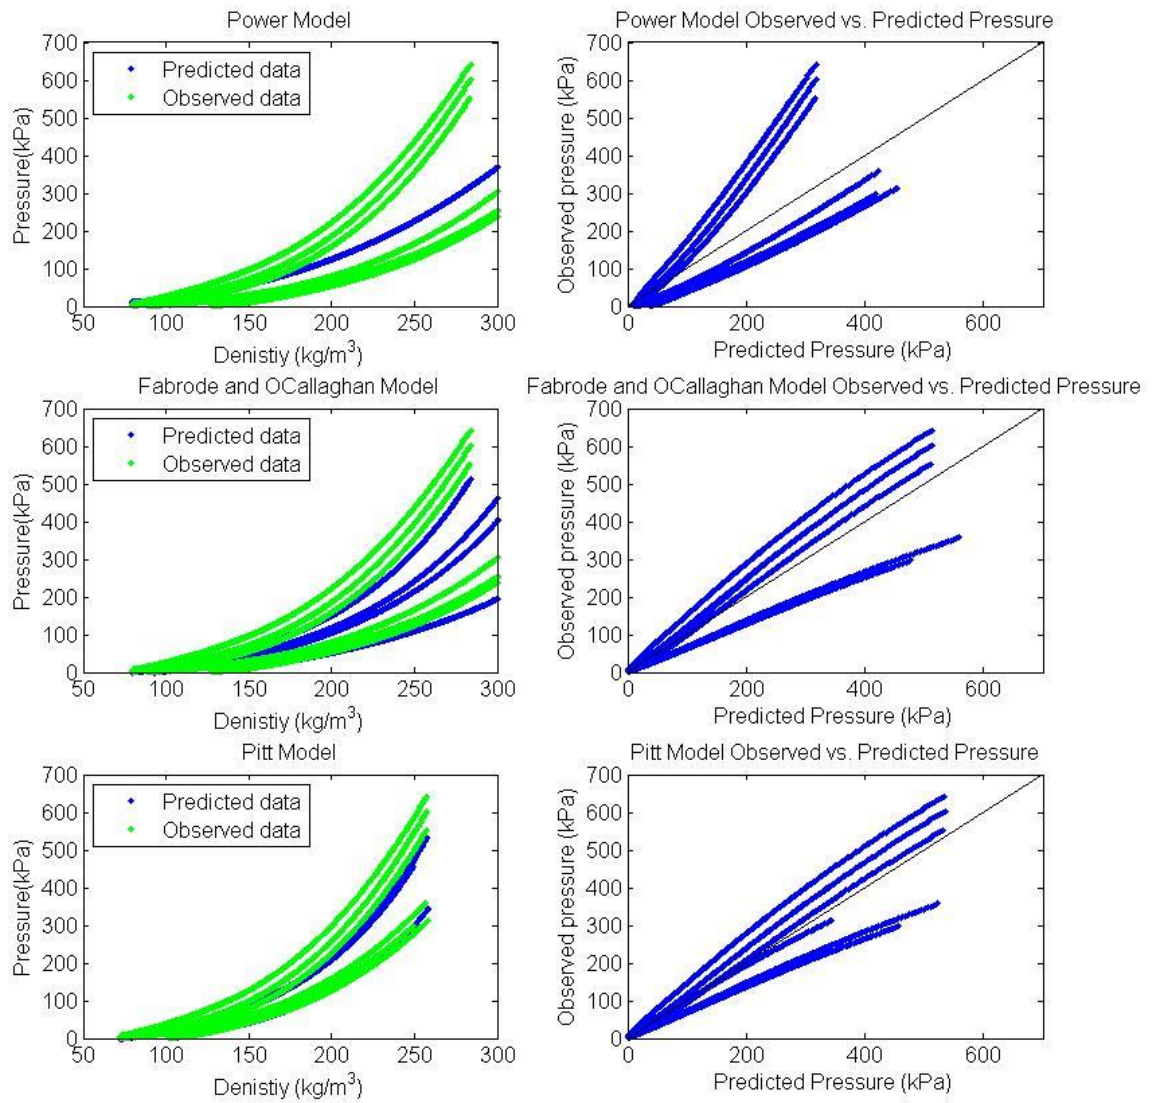 Power Model
700
600
500
400
300
200
100
0
50 100 150 200 250 300
Pressure(kPa)
Denistiy (kg/m3)
Predicted data
Observed data
Power Model Observed vs. Predicted Pressure
700
600
500
400
300
200
100
0
0 200 400 600
Observed pressure (kPa)
Predicted Pressure (kPa)
Fabrode and OCallaghan Model
700
600
500
400
300
200
100
0
50 100 150 200 250 300
Pressure(kPa)
Denistiy (kg/m3)
Predicted data
Observed data
Fabrode and OCallaghan Model Observed vs. Predicted Pressure
700
600
500
400
300
200
100
0
0 200 400 600
Observed pressure (kPa)
Predicted Pressure (kPa)
Pitt Model
700
600
500
400
300
200
100
0
50 100 150 200 250 300
Pressure(kPa)
Denistiy (kg/m3)
Predicted data
Observed data
Pitt Model Observed vs. Predicted Pressure
700
600
500
400
300
200
100
0
0 200 400 600
Observed pressure (kPa)
Predicted Pressure (kPa)